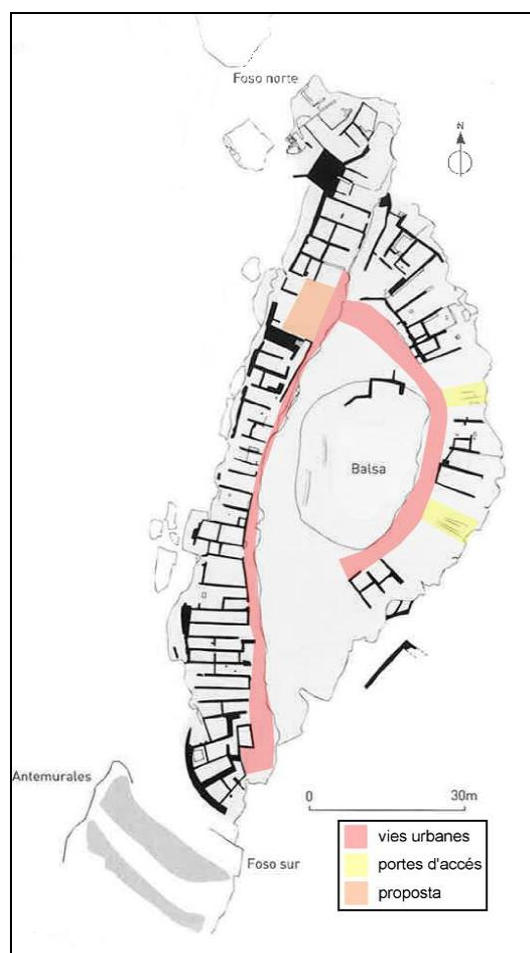 Foso norte
N
Balsa
Antemurales
0 30m
Foso sur
vies urbanes
portes d'accés
proposta